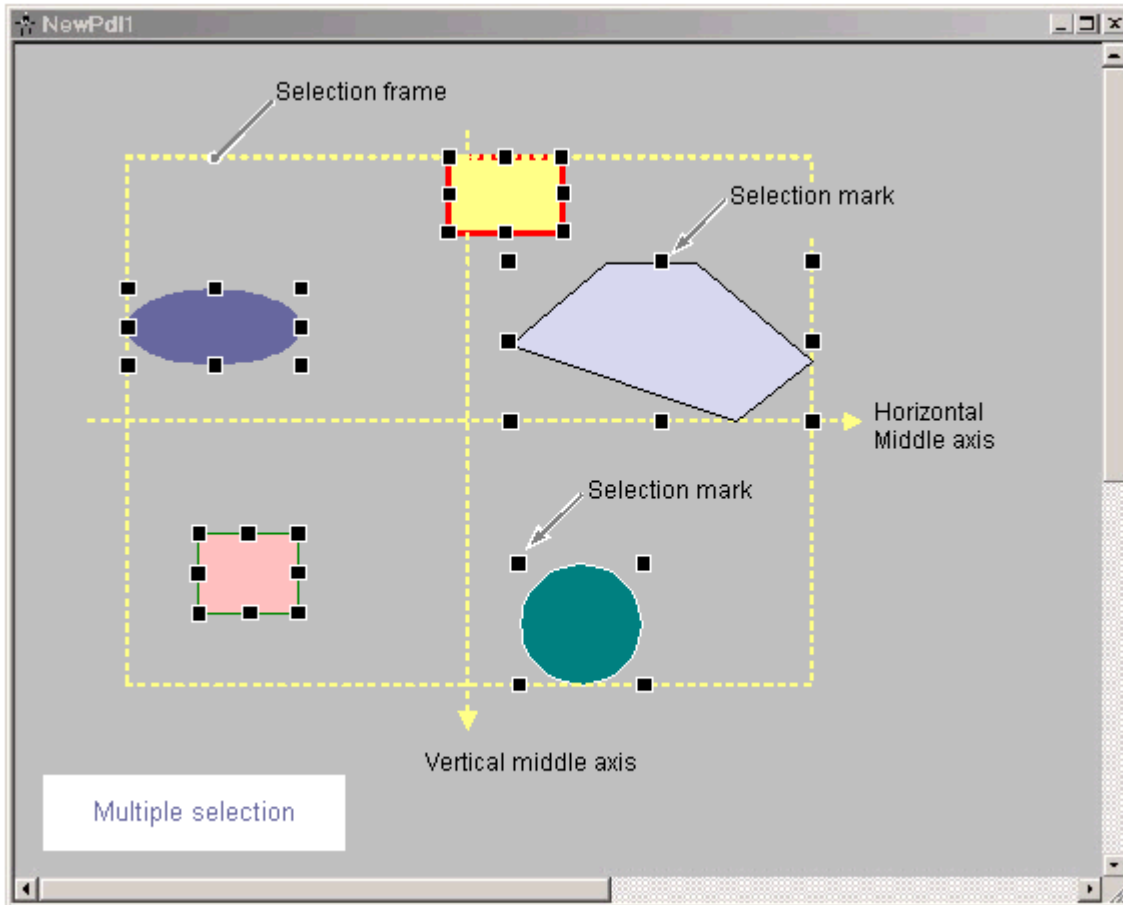 NewPdl1
Selection frame
Selection mark
Horizontal
Middle axis
Selection mark
Vertical middle axis
Multiple selection